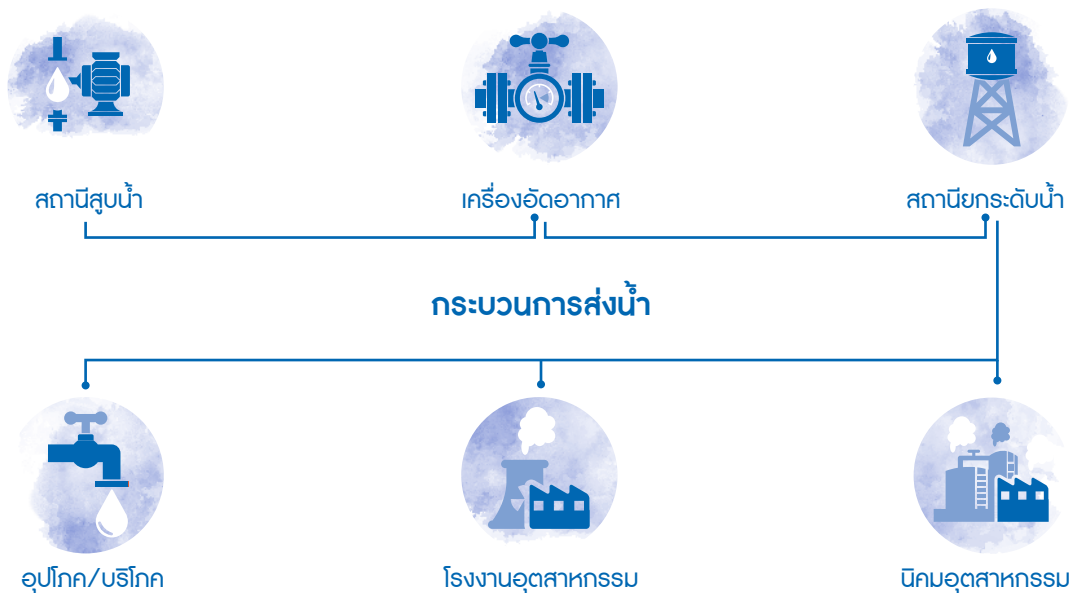 สถานีสูบน้ำ
เครื่องอัดอากาศ
สถานียกระดับน้ำ
กระบวนการส่งน้ำ
อุปโภค/บริโภค
โรงงานอุตสาหกรรม
นิคมอุตสาหกรรม